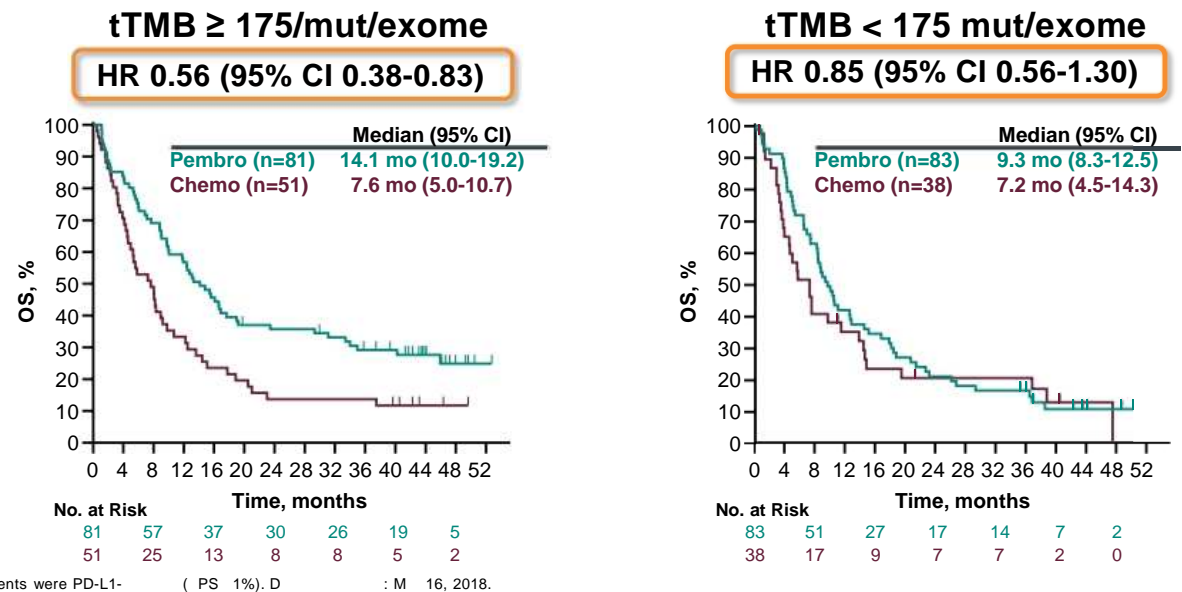 tTMB ≥ 175/mut/exome
HR 0.56 (95% CI 0.38-0.83)
Median (95% CI)
Pembro (n=81) 14.1 mo (10.0-19.2)
Chemo (n=51) 7.6 mo (5.0-10.7)
OS, %
100
90
80
70
60
50
40
30
20
10
0
0 4 8 12 16 20 24 28 32 36 40 44 48 52
Time, months
No. at Risk
81 57 37 30 26 19 5
51 25 13 8 8 5 2
tTMB < 175 mut/exome
HR 0.85 (95% CI 0.56-1.30)
Median (95% CI)
Pembro (n=83) 9.3 mo (8.3-12.5)
Chemo (n=38) 7.2 mo (4.5-14.3)
OS, %
100
90
80
70
60
50
40
30
20
10
0
0 4 8 12 16 20 24 28 32 36 40 44 48 52
Time, months
No. at Risk
83 51 27 17 14 7 2
38 17 9 7 7 2 0
ents were PD-L1- ( PS 1%). D : M 16, 2018.